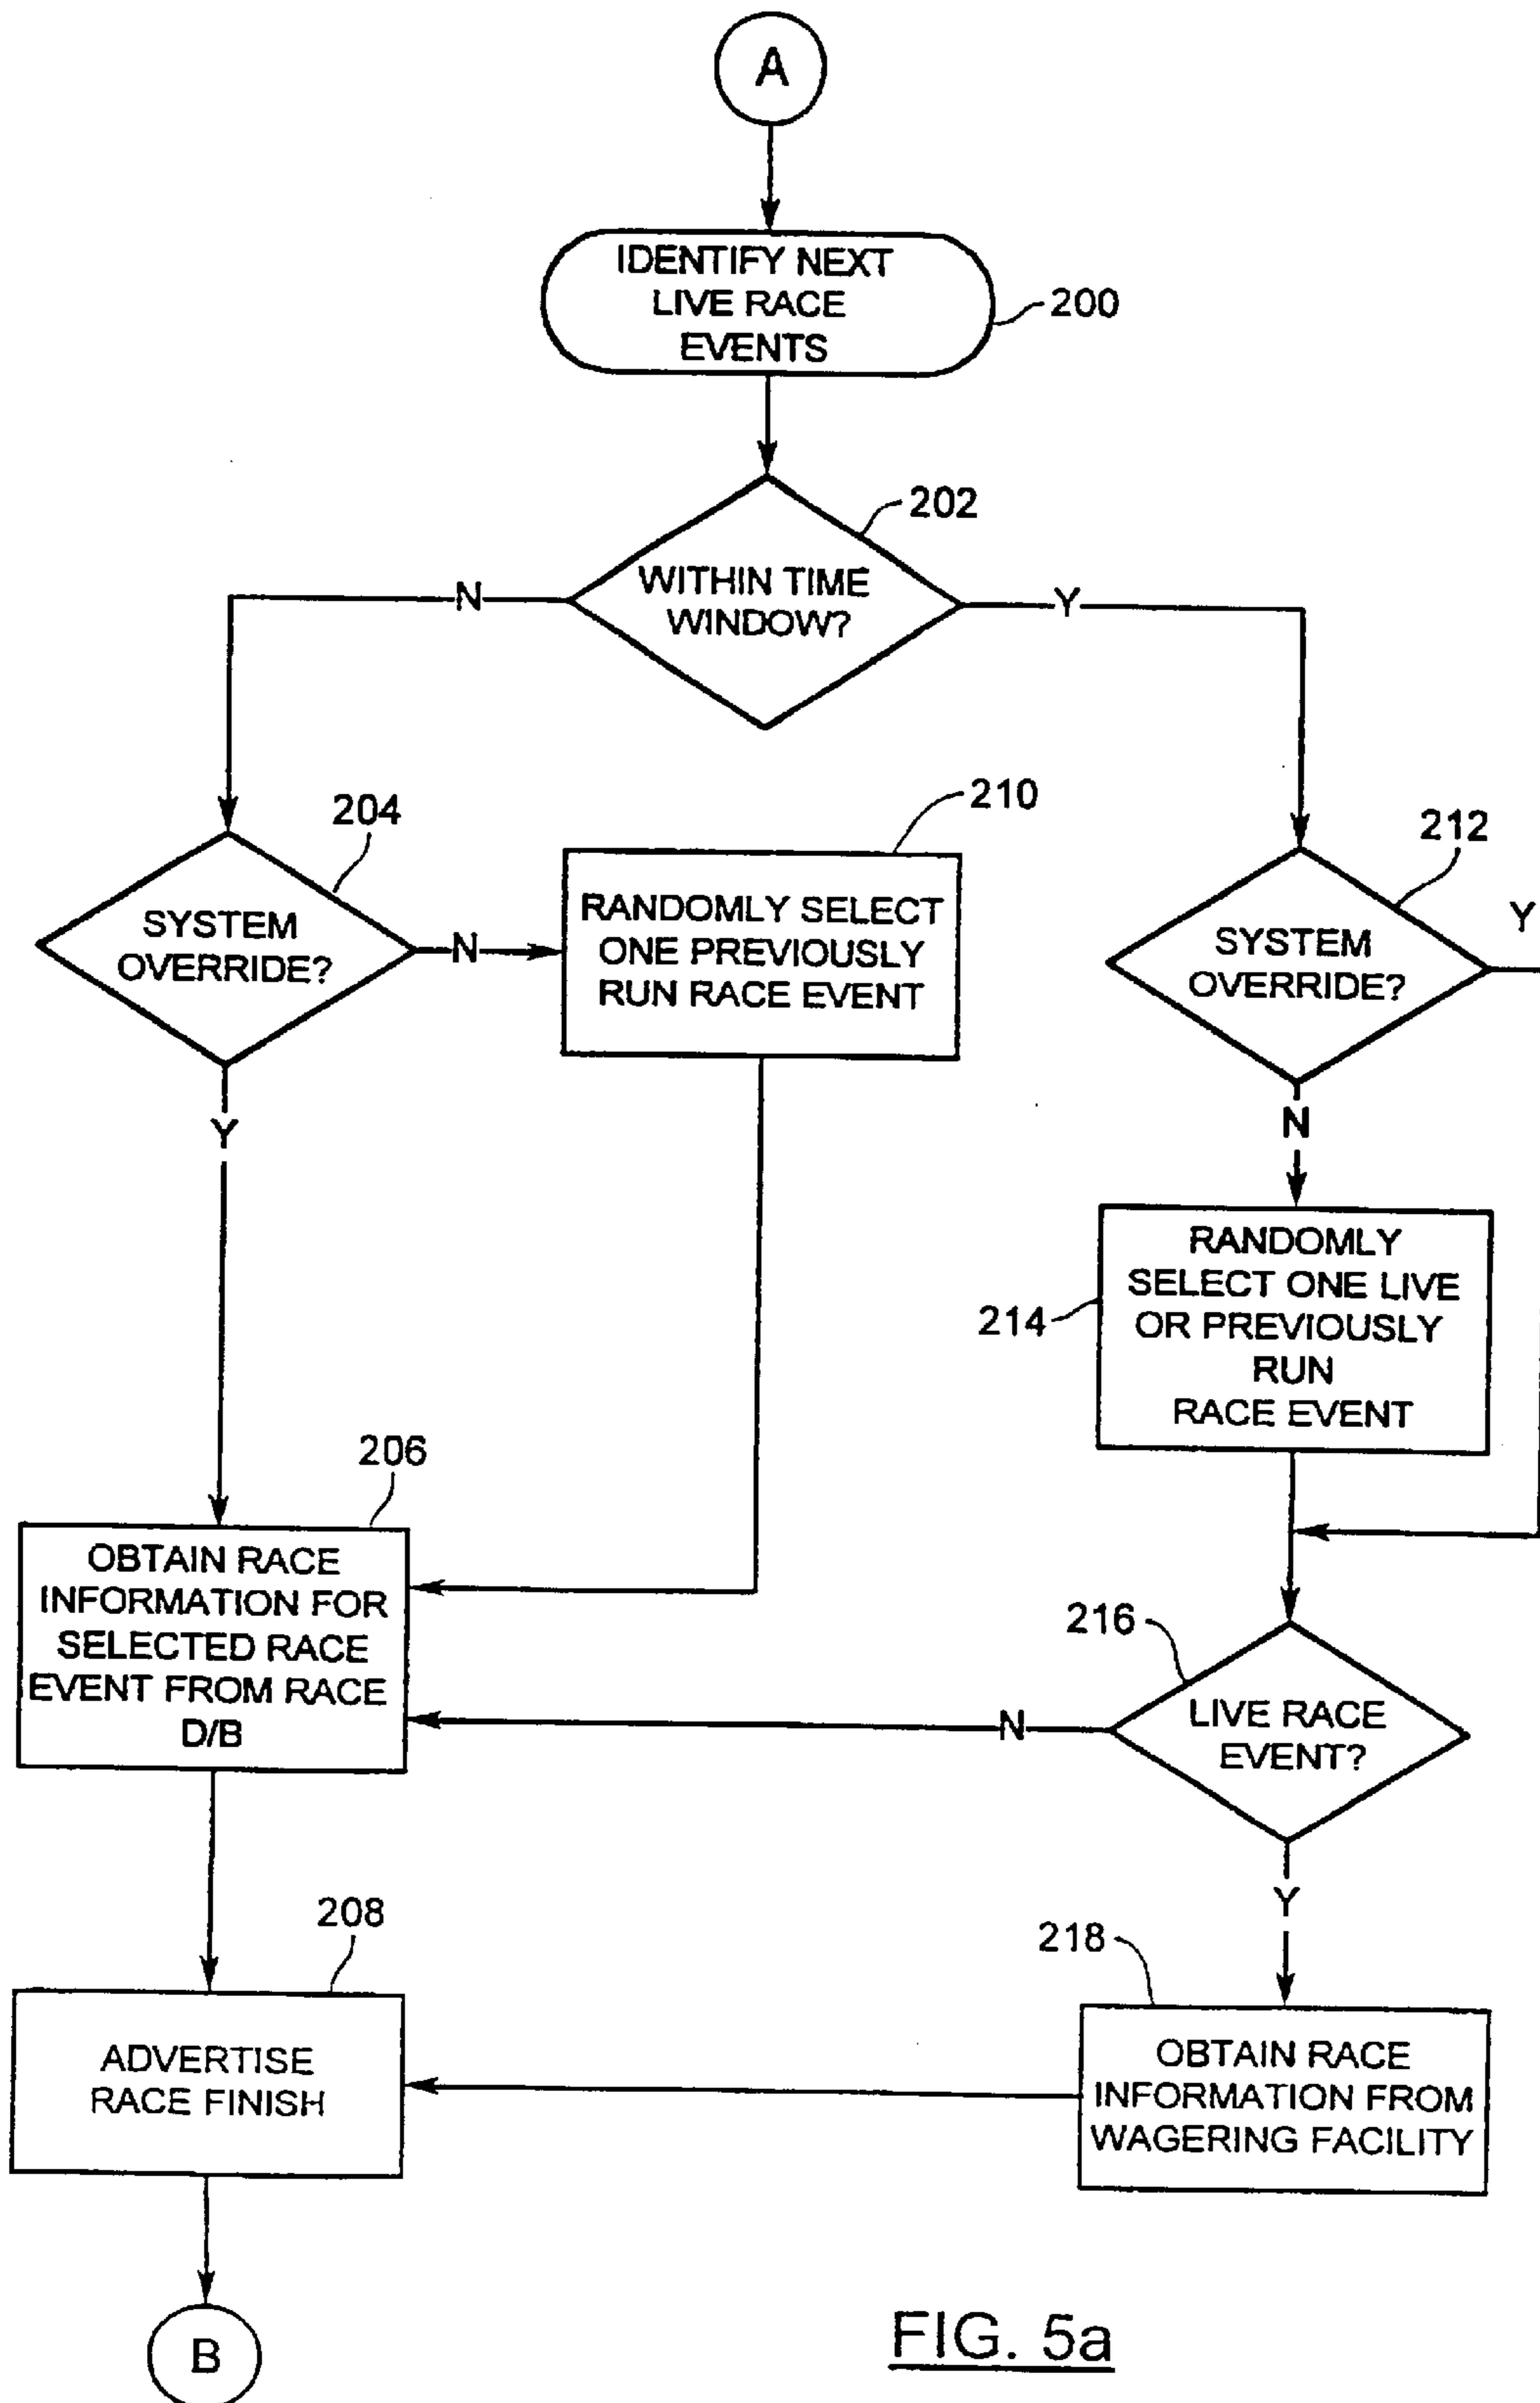 A
IDENTIFY NEXT
LIVE RACE
EVENTS
200
202
WITHIN TIME
WINDOW?
N
Y
204
SYSTEM
OVERRIDE?
N
Y
210
RANDOMLY SELECT
ONE PREVIOUSLY
RUN RACE EVENT
212
SYSTEM
OVERRIDE?
Y
N
214
RANDOMLY
SELECT ONE LIVE
OR PREVIOUSLY
RUN
RACE EVENT
206
OBTAIN RACE
INFORMATION FOR
SELECTED RACE
EVENT FROM RACE
D/B
216
LIVE RACE
EVENT?
N
Y
208
ADVERTISE
RACE FINISH
218
OBTAIN RACE
INFORMATION FROM
WAGERING FACILITY
B
FIG. 5a